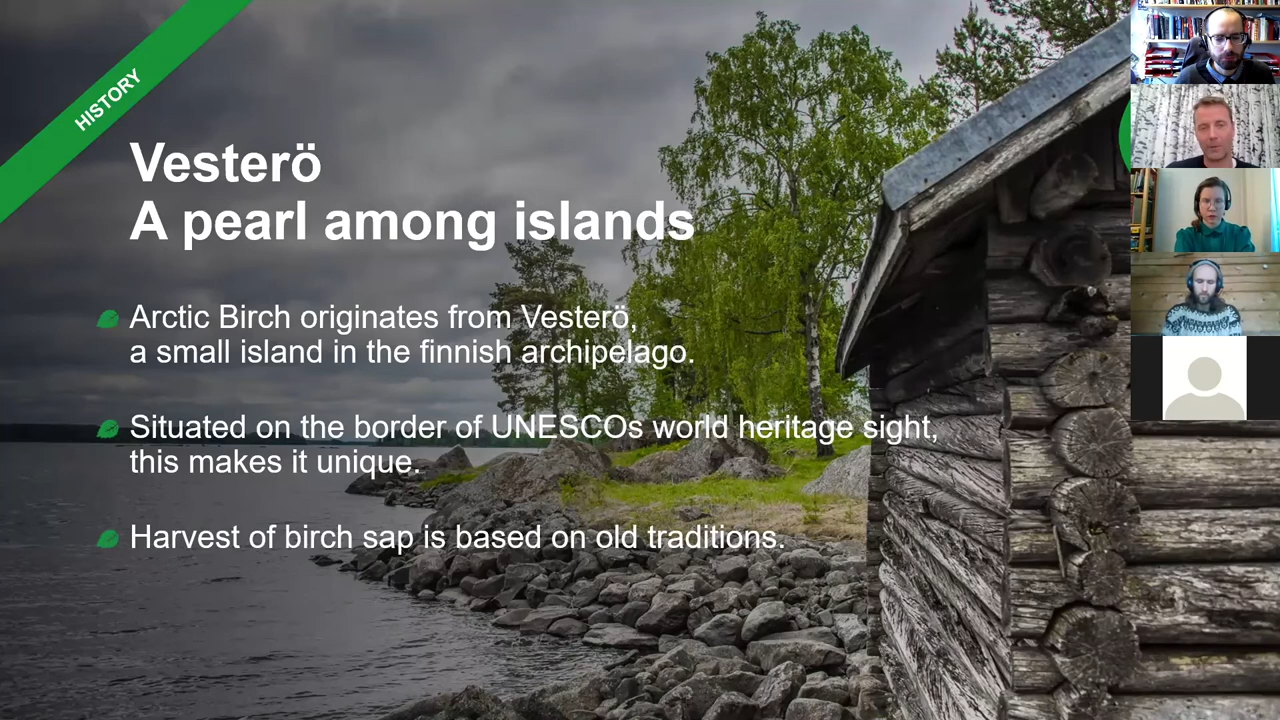 HISTORY
Vesterö
A pearl among islands
Arctic Birch originates from Vesterö,
a small island in the finnish archipelago.
Situated on the border of UNESCOs world heritage sight,
this makes it unique.
Harvest of birch sap is based on old traditions.